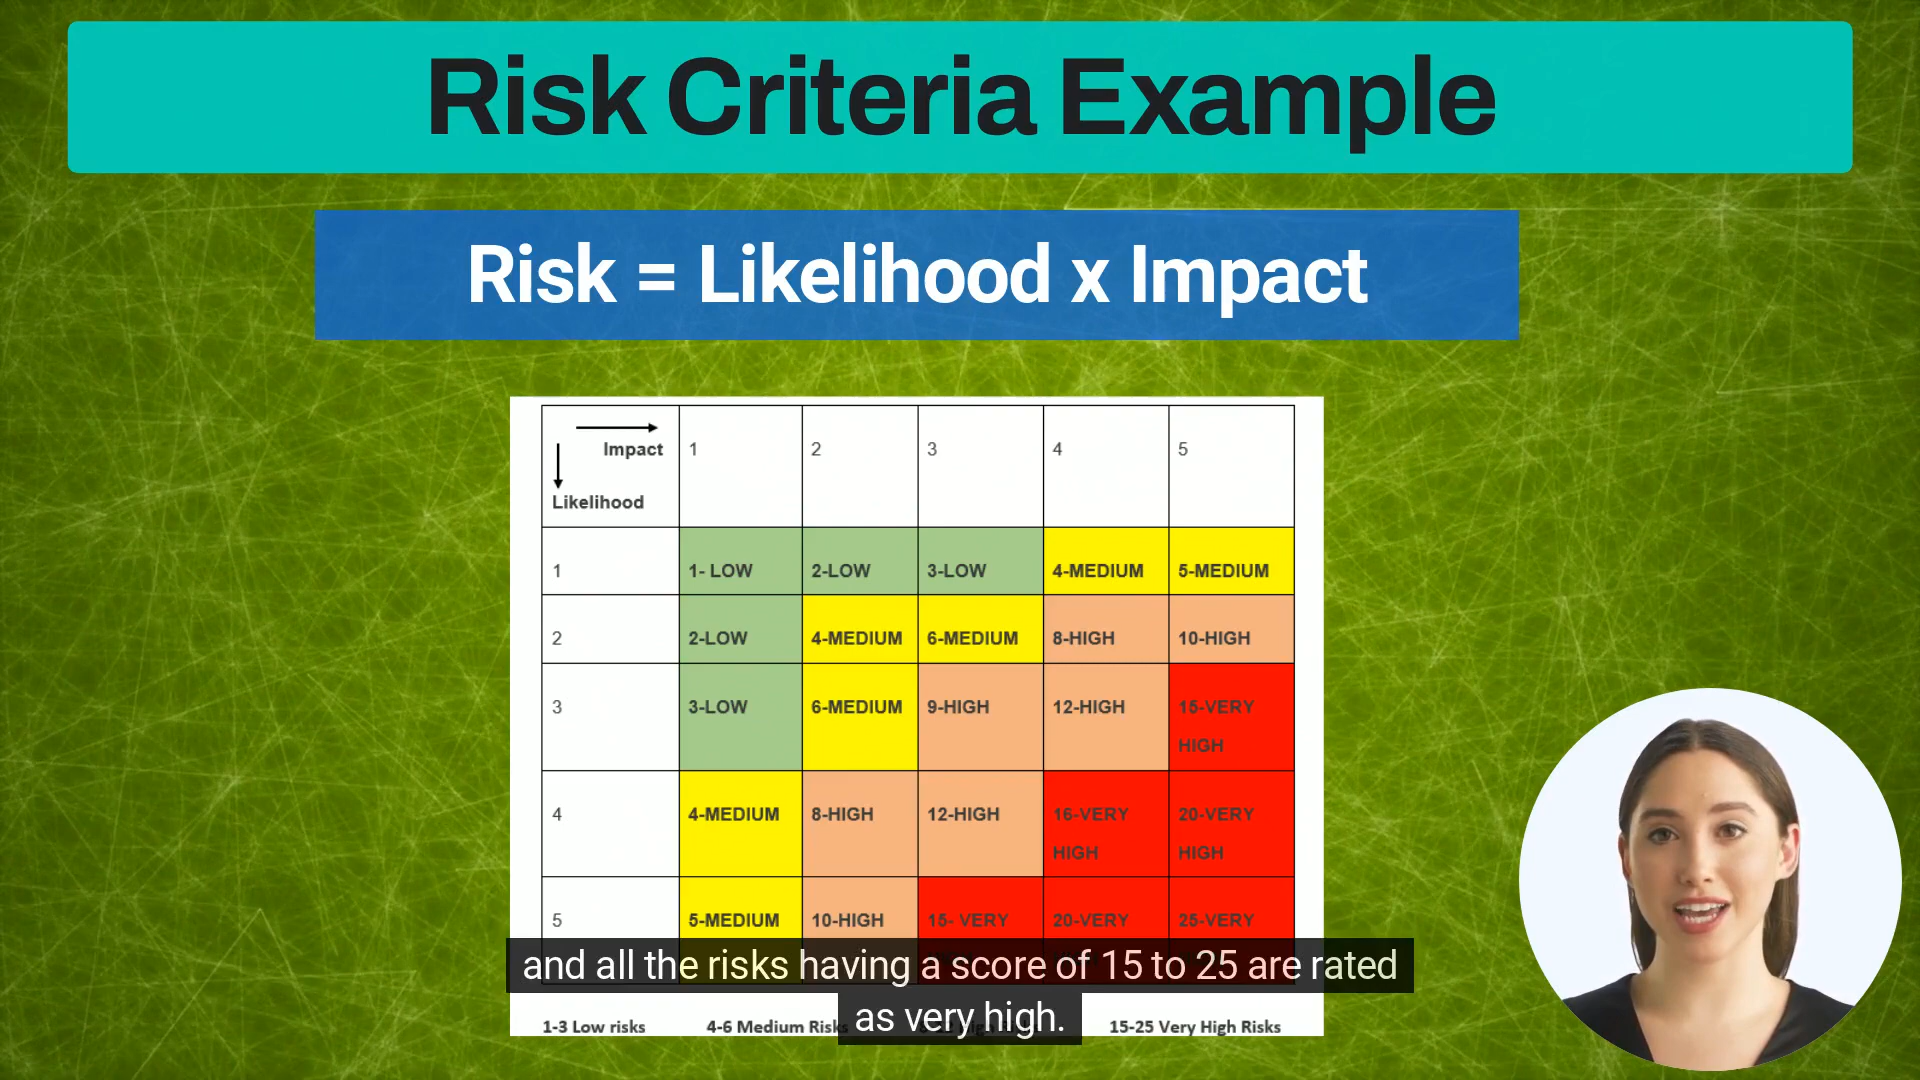 Risk Criteria Example
Risk = Likelihood x Impact
Impact 1 2 3 4 5
Likelihood
1 1- LOW 2-LOW 3-LOW 4-MEDIUM 5-MEDIUM
2 2-LOW 4-MEDIUM 6-MEDIUM 8-HIGH 10-HIGH
3 3-LOW 6-MEDIUM 9-HIGH 12-HIGH 15-VERY
HIGH
4 4-MEDIUM 8-HIGH 12-HIGH 16-VERY 20-VERY
HIGH HIGH
5 5-MEDIUM 10-HIGH 15- VERY 20-VERY 25-VERY
and all the risks having a score of 15 to 25 are rated
as very high.
1-3 Low risks 4-6 Medium Risks 15-25 Very High Risks